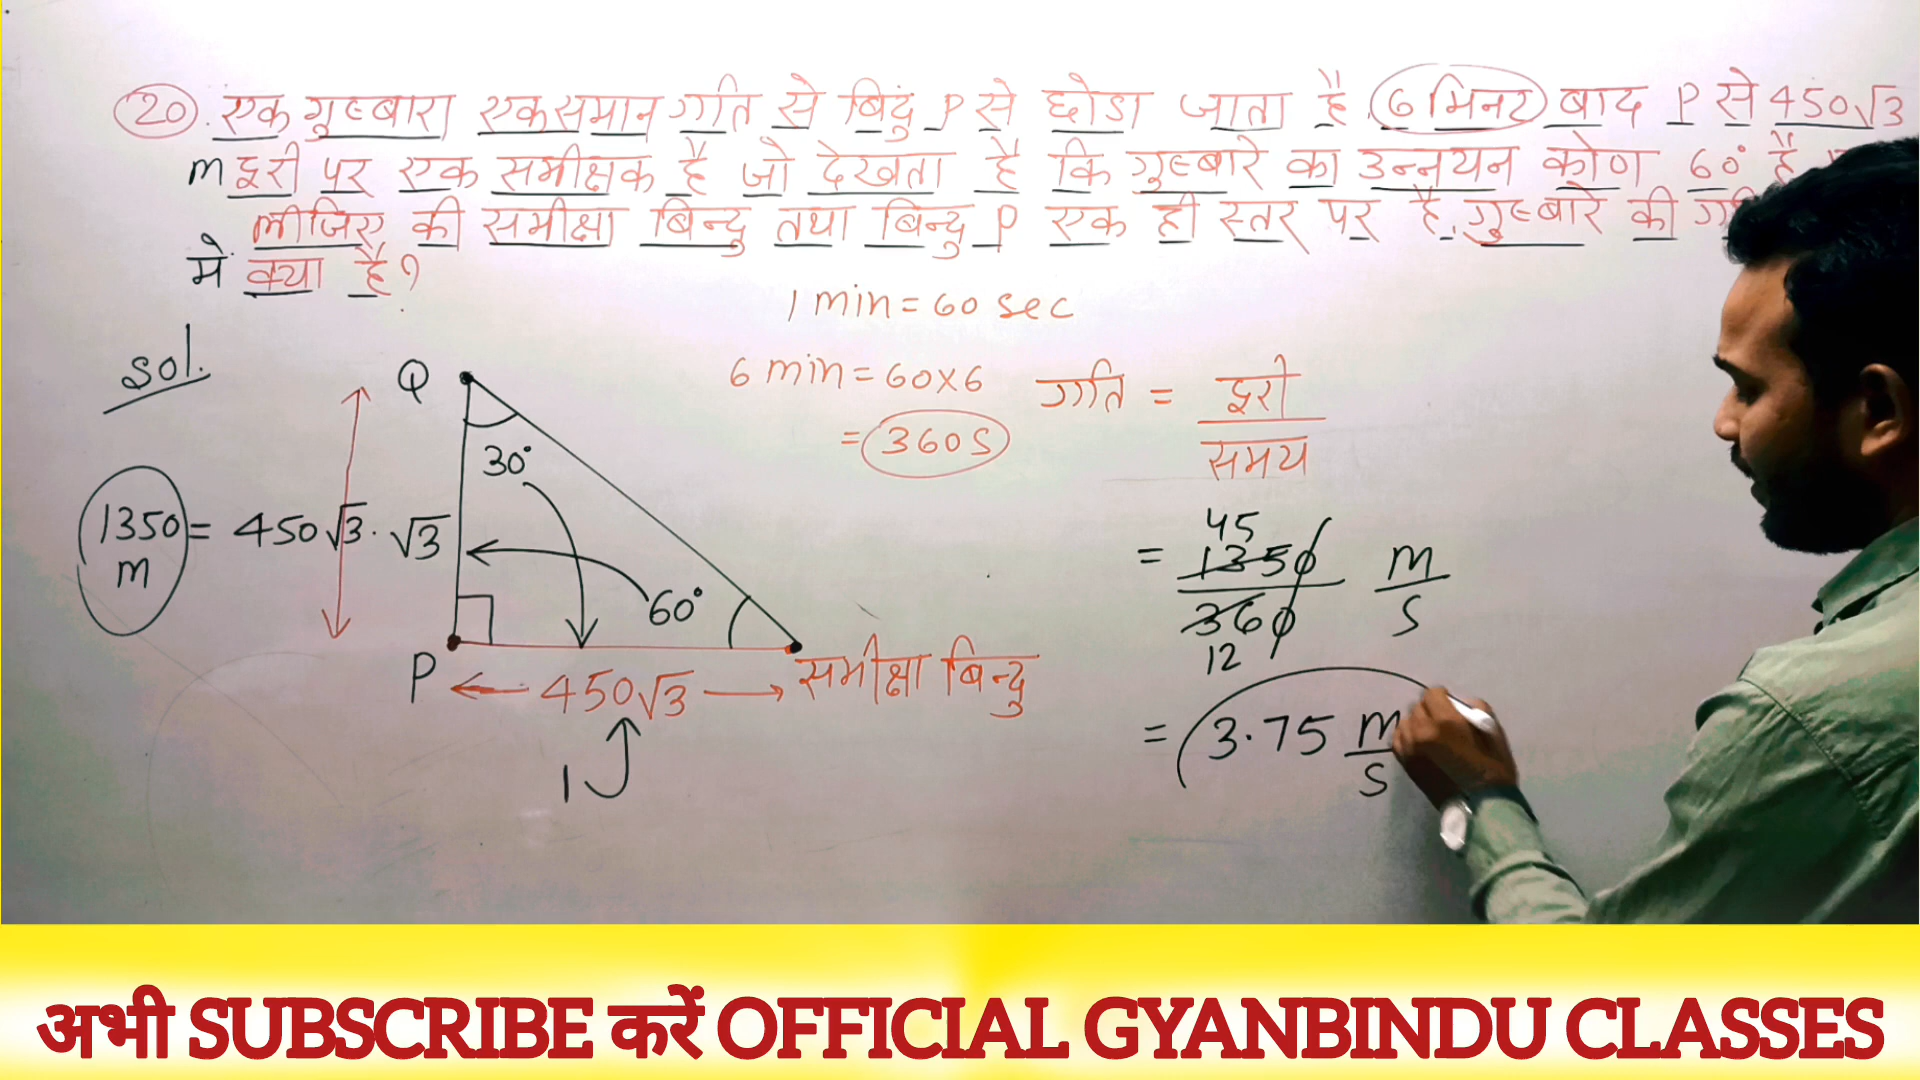 20. एक गुब्बारा एकसमान गति से बिंदु P से छोडा जाता है. 6 मिनट बाद P से 450√3
m दूरी पर एक समीक्षक है जो देखता है कि गुब्बारे का उन्नयन कोण 60° है
लीजिए की समीक्षा बिन्दु तथा बिन्दु P एक ही स्तर पर है. गुब्बारे की
में क्या है?
1 min = 60 sec
sol.
Q
6 min = 60×6
गति = दूरी / समय
= 360 S
30°
1350 m = 450√3 . √3
60°
45
= 1350 / 360 m/s
12
P
450√3
समीक्षा बिन्दु
= 3.75 m/s
1
अभी SUBSCRIBE करें OFFICIAL GYANBINDU CLASSES